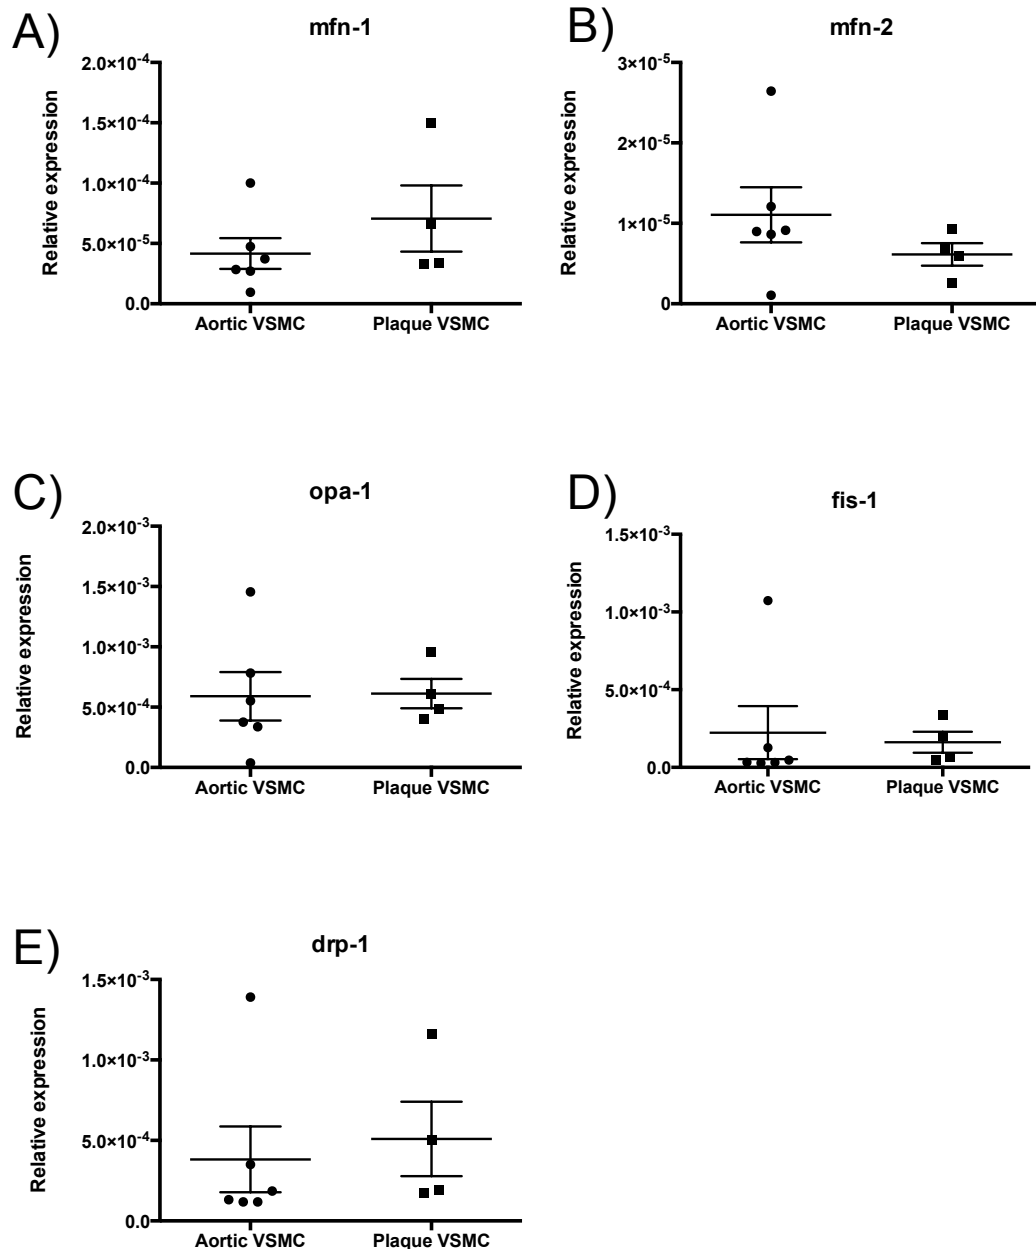 A)
mfn-1
Relative expression
2.0×10⁻⁴
1.5×10⁻⁴
1.0×10⁻⁴
5.0×10⁻⁵
0.0
Aortic VSMC
Plaque VSMC
B)
mfn-2
Relative expression
3×10⁻⁵
2×10⁻⁵
1×10⁻⁵
0
Aortic VSMC
Plaque VSMC
C)
opa-1
Relative expression
2.0×10⁻³
1.5×10⁻³
1.0×10⁻³
5.0×10⁻⁴
0.0
Aortic VSMC
Plaque VSMC
D)
fis-1
Relative expression
1.5×10⁻³
1.0×10⁻³
5.0×10⁻⁴
0.0
Aortic VSMC
Plaque VSMC
E)
drp-1
Relative expression
1.5×10⁻³
1.0×10⁻³
5.0×10⁻⁴
0.0
Aortic VSMC
Plaque VSMC